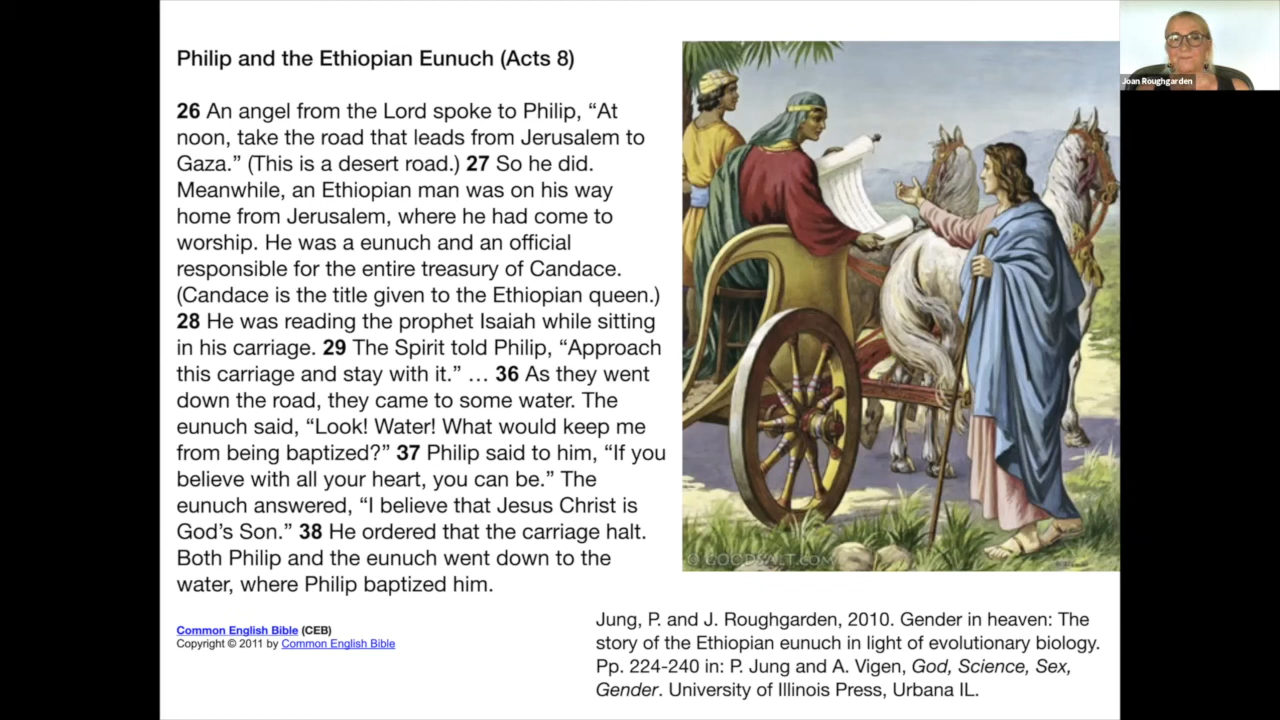 Philip and the Ethiopian Eunuch (Acts 8)
26 An angel from the Lord spoke to Philip, “At
noon, take the road that leads from Jerusalem to
Gaza.” (This is a desert road.) 27 So he did.
Meanwhile, an Ethiopian man was on his way
home from Jerusalem, where he had come to
worship. He was a eunuch and an official
responsible for the entire treasury of Candace.
(Candace is the title given to the Ethiopian queen.)
28 He was reading the prophet Isaiah while sitting
in his carriage. 29 The Spirit told Philip, “Approach
this carriage and stay with it.” … 36 As they went
down the road, they came to some water. The
eunuch said, “Look! Water! What would keep me
from being baptized?” 37 Philip said to him, “If you
believe with all your heart, you can be.” The
eunuch answered, “I believe that Jesus Christ is
God’s Son.” 38 He ordered that the carriage halt.
Both Philip and the eunuch went down to the
water, where Philip baptized him.
Common English Bible (CEB)
Copyright © 2011 by Common English Bible
© GOODSALT.COM
Jung, P. and J. Roughgarden, 2010. Gender in heaven: The
story of the Ethiopian eunuch in light of evolutionary biology.
Pp. 224-240 in: P. Jung and A. Vigen, God, Science, Sex,
Gender. University of Illinois Press, Urbana IL.
Joan Roughgarden